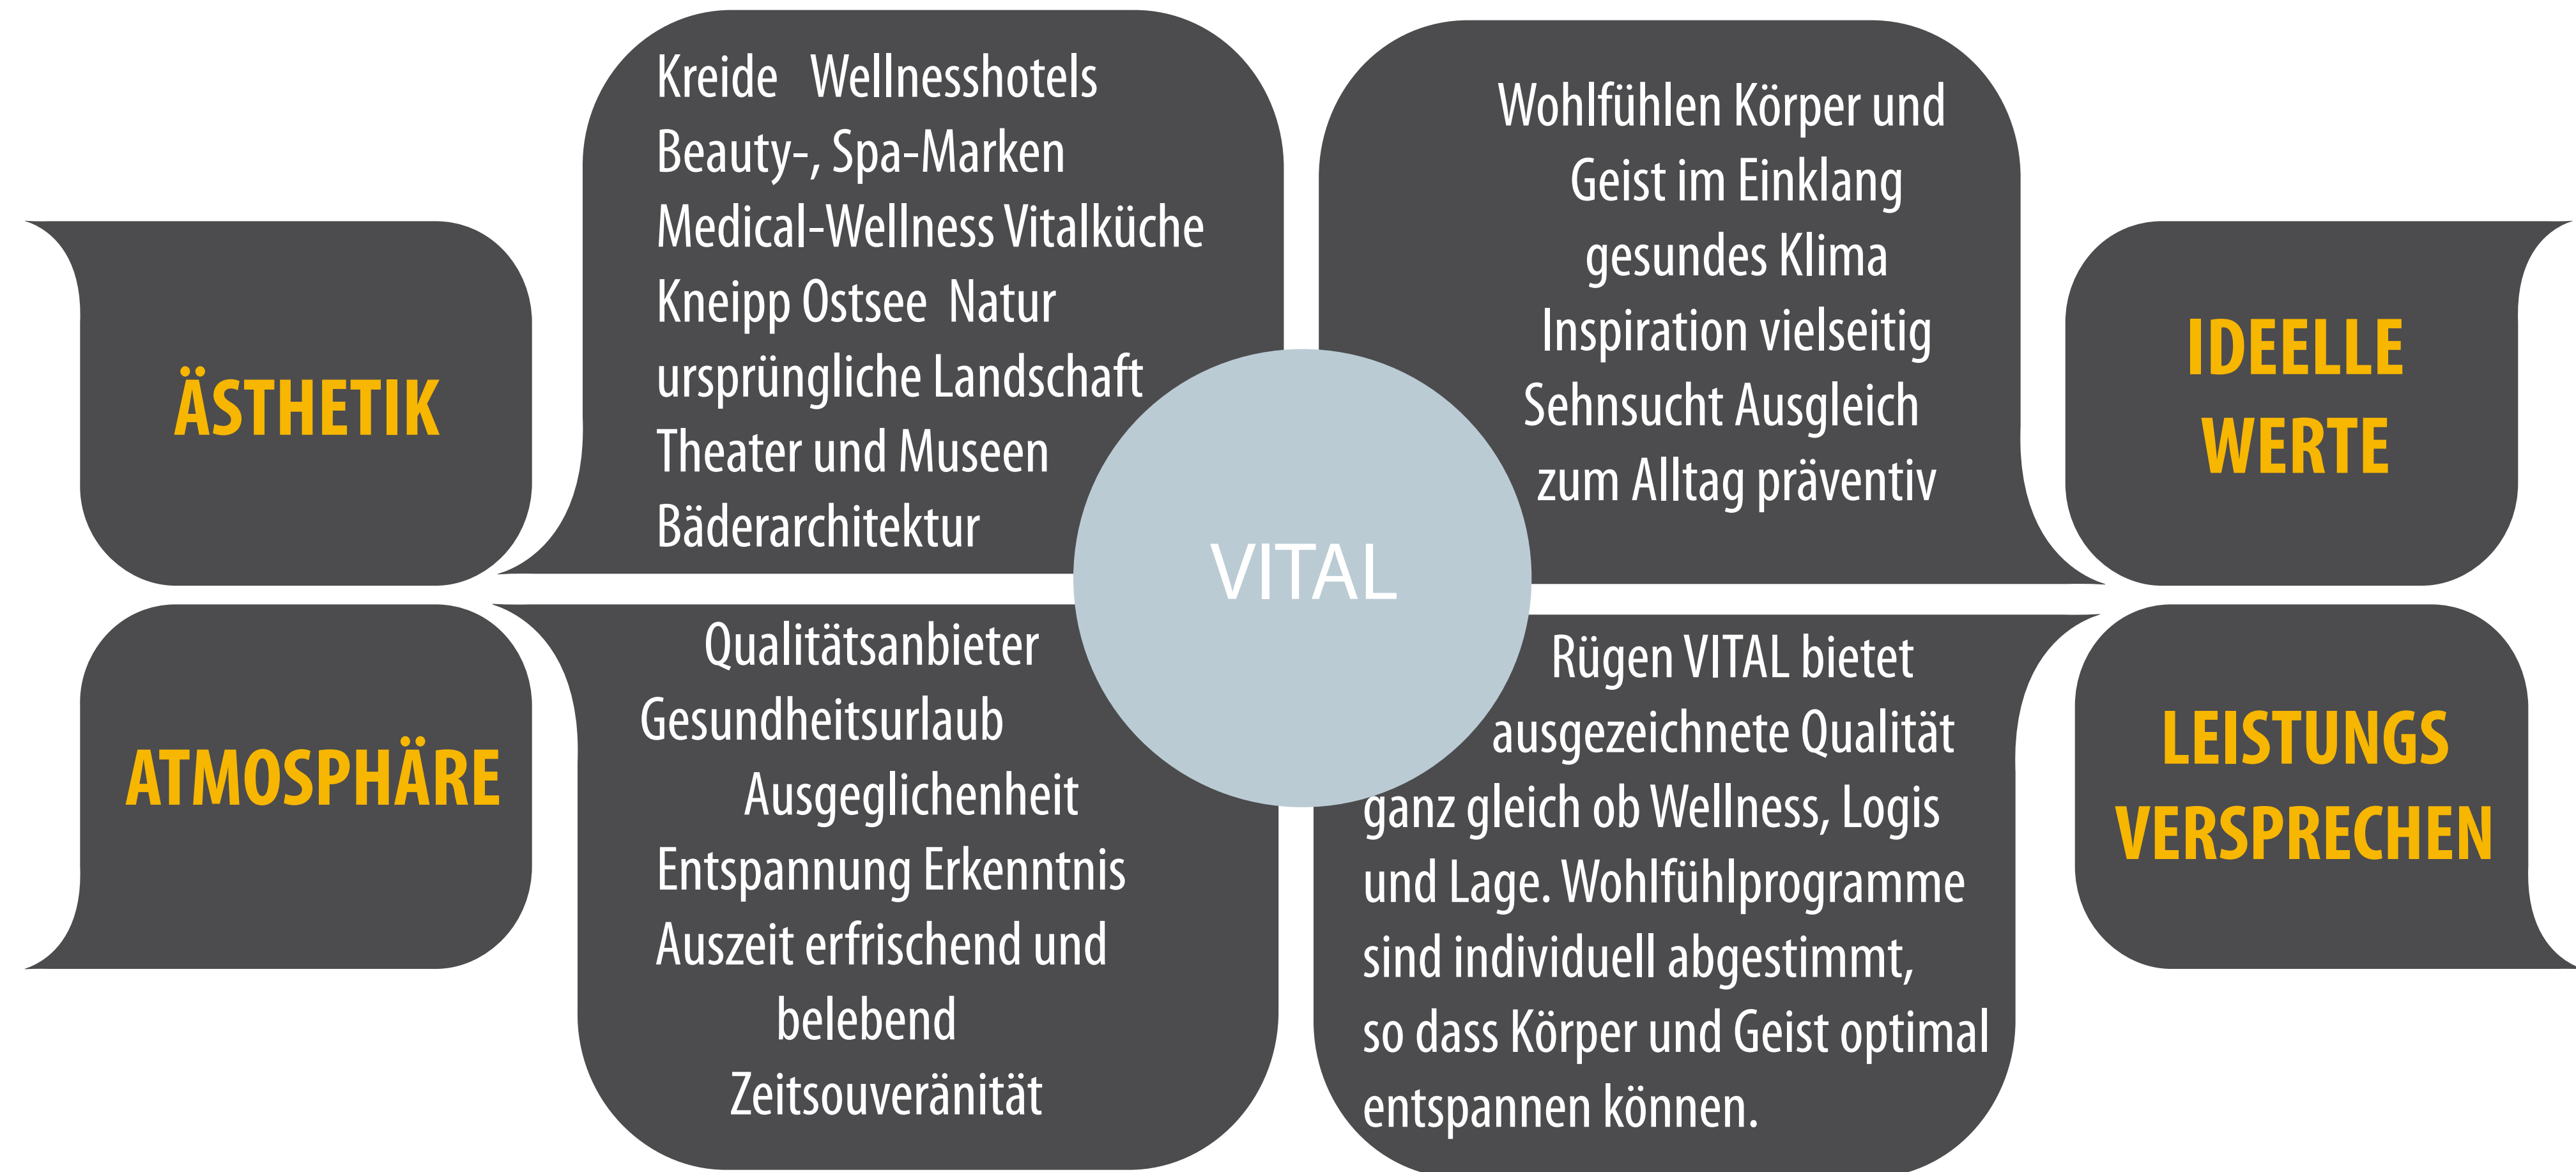 ÄSTHETIK
Kreide Wellnesshotels
Beauty-, Spa-Marken
Medical-Wellness Vitalküche
Kneipp Ostsee Natur
ursprüngliche Landschaft
Theater und Museen
Bäderarchitektur
Wohlfühlen Körper und
Geist im Einklang
gesundes Klima
Inspiration vielseitig
Sehnsucht Ausgleich
zum Alltag präventiv
IDEELLE
WERTE
VITAL
ATMOSPHÄRE
Qualitätsanbieter
Gesundheitsurlaub
Ausgeglichenheit
Entspannung Erkenntnis
Auszeit erfrischend und
belebend
Zeitsouveränität
Rügen VITAL bietet
ausgezeichnete Qualität
ganz gleich ob Wellness, Logis
und Lage. Wohlfühlprogramme
sind individuell abgestimmt,
so dass Körper und Geist optimal
entspannen können.
LEISTUNGS
VERSPRECHEN